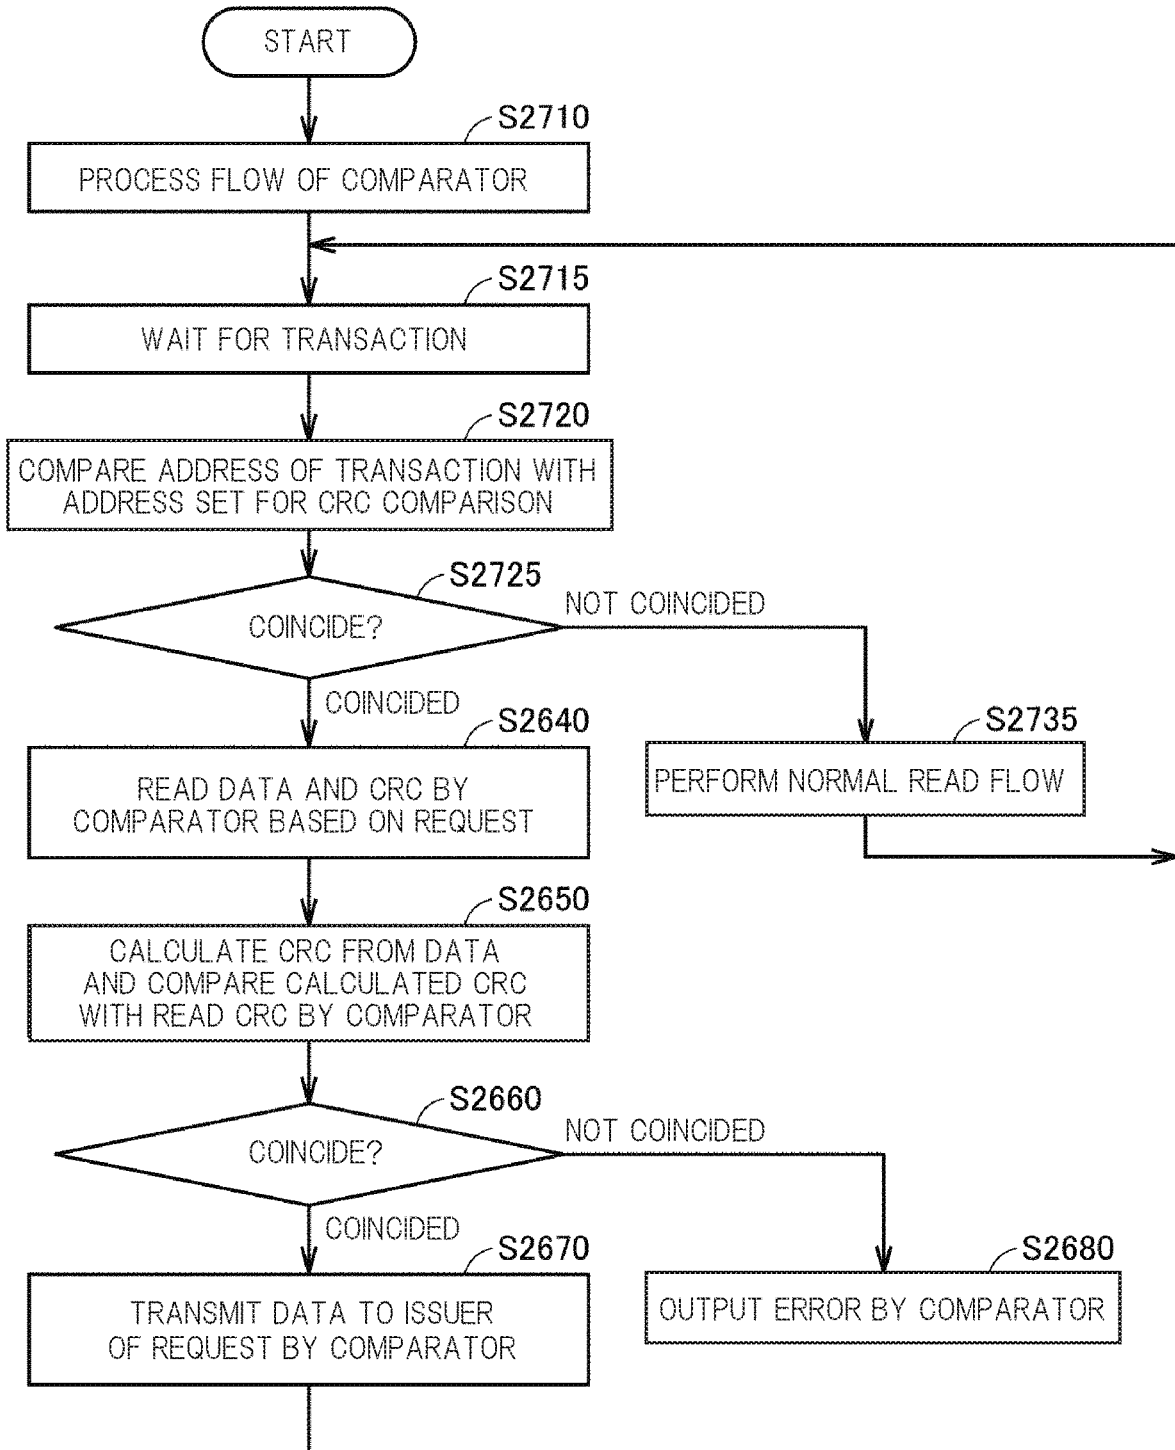 START
S2710
PROCESS FLOW OF COMPARATOR
S2715
WAIT FOR TRANSACTION
S2720
COMPARE ADDRESS OF TRANSACTION WITH
ADDRESS SET FOR CRC COMPARISON
S2725
COINCIDE?
NOT COINCIDED
COINCIDED
S2640
READ DATA AND CRC BY
COMPARATOR BASED ON REQUEST
S2735
PERFORM NORMAL READ FLOW
S2650
CALCULATE CRC FROM DATA
AND COMPARE CALCULATED CRC
WITH READ CRC BY COMPARATOR
S2660
COINCIDE?
NOT COINCIDED
COINCIDED
S2670
TRANSMIT DATA TO ISSUER
OF REQUEST BY COMPARATOR
S2680
OUTPUT ERROR BY COMPARATOR